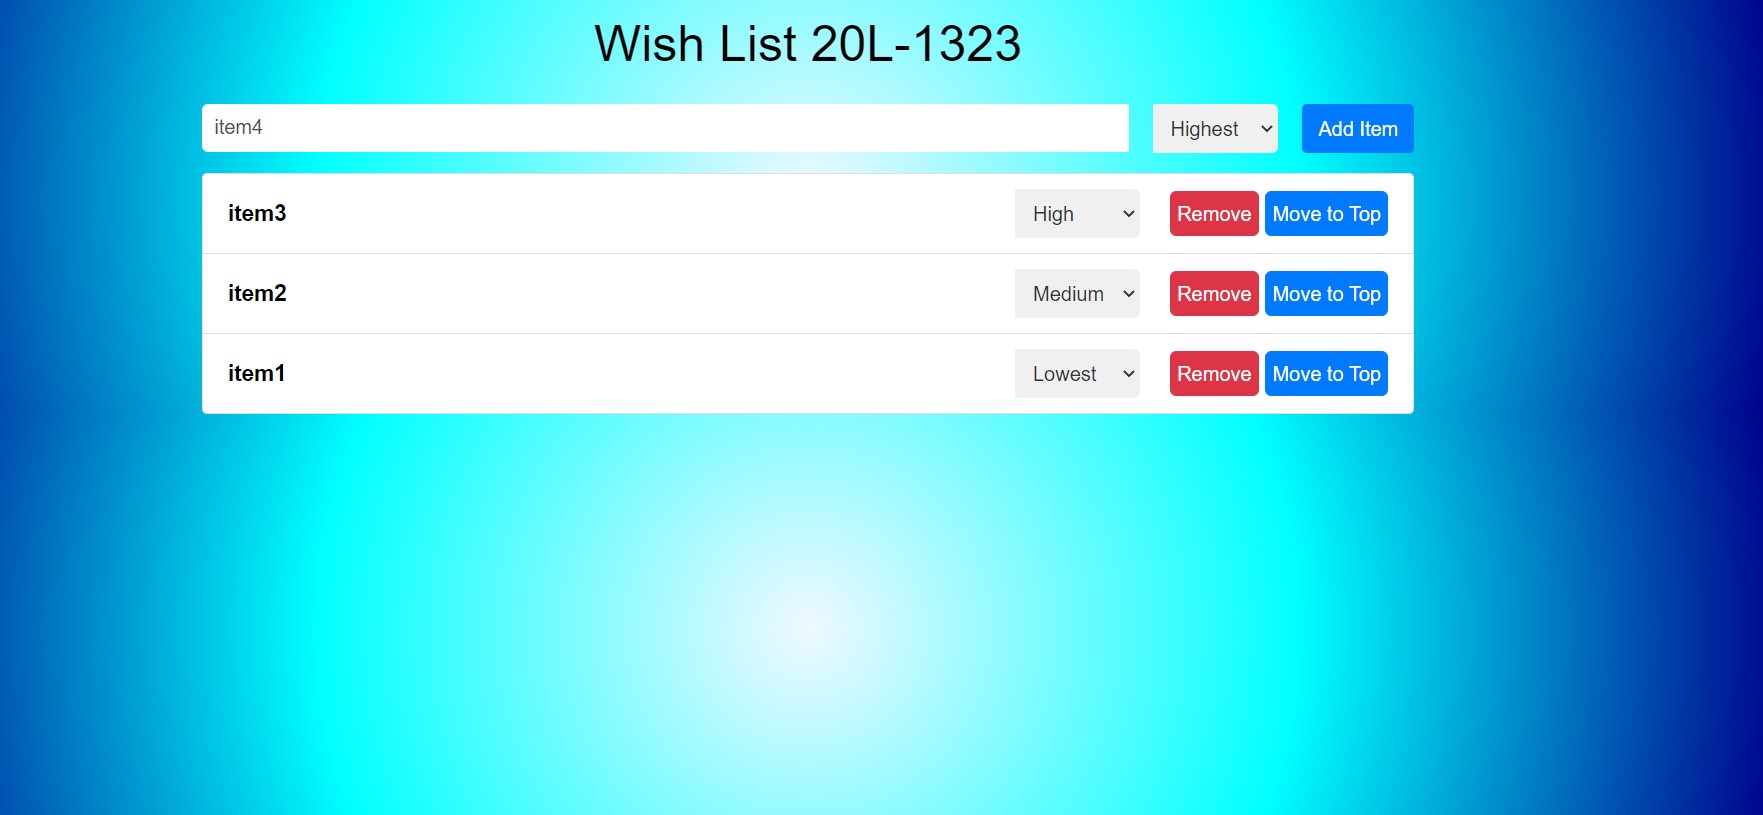 Wish List 20L-1323
item4 Highest Add Item
item3 High Remove Move to Top
item2 Medium Remove Move to Top
item1 Lowest Remove Move to Top